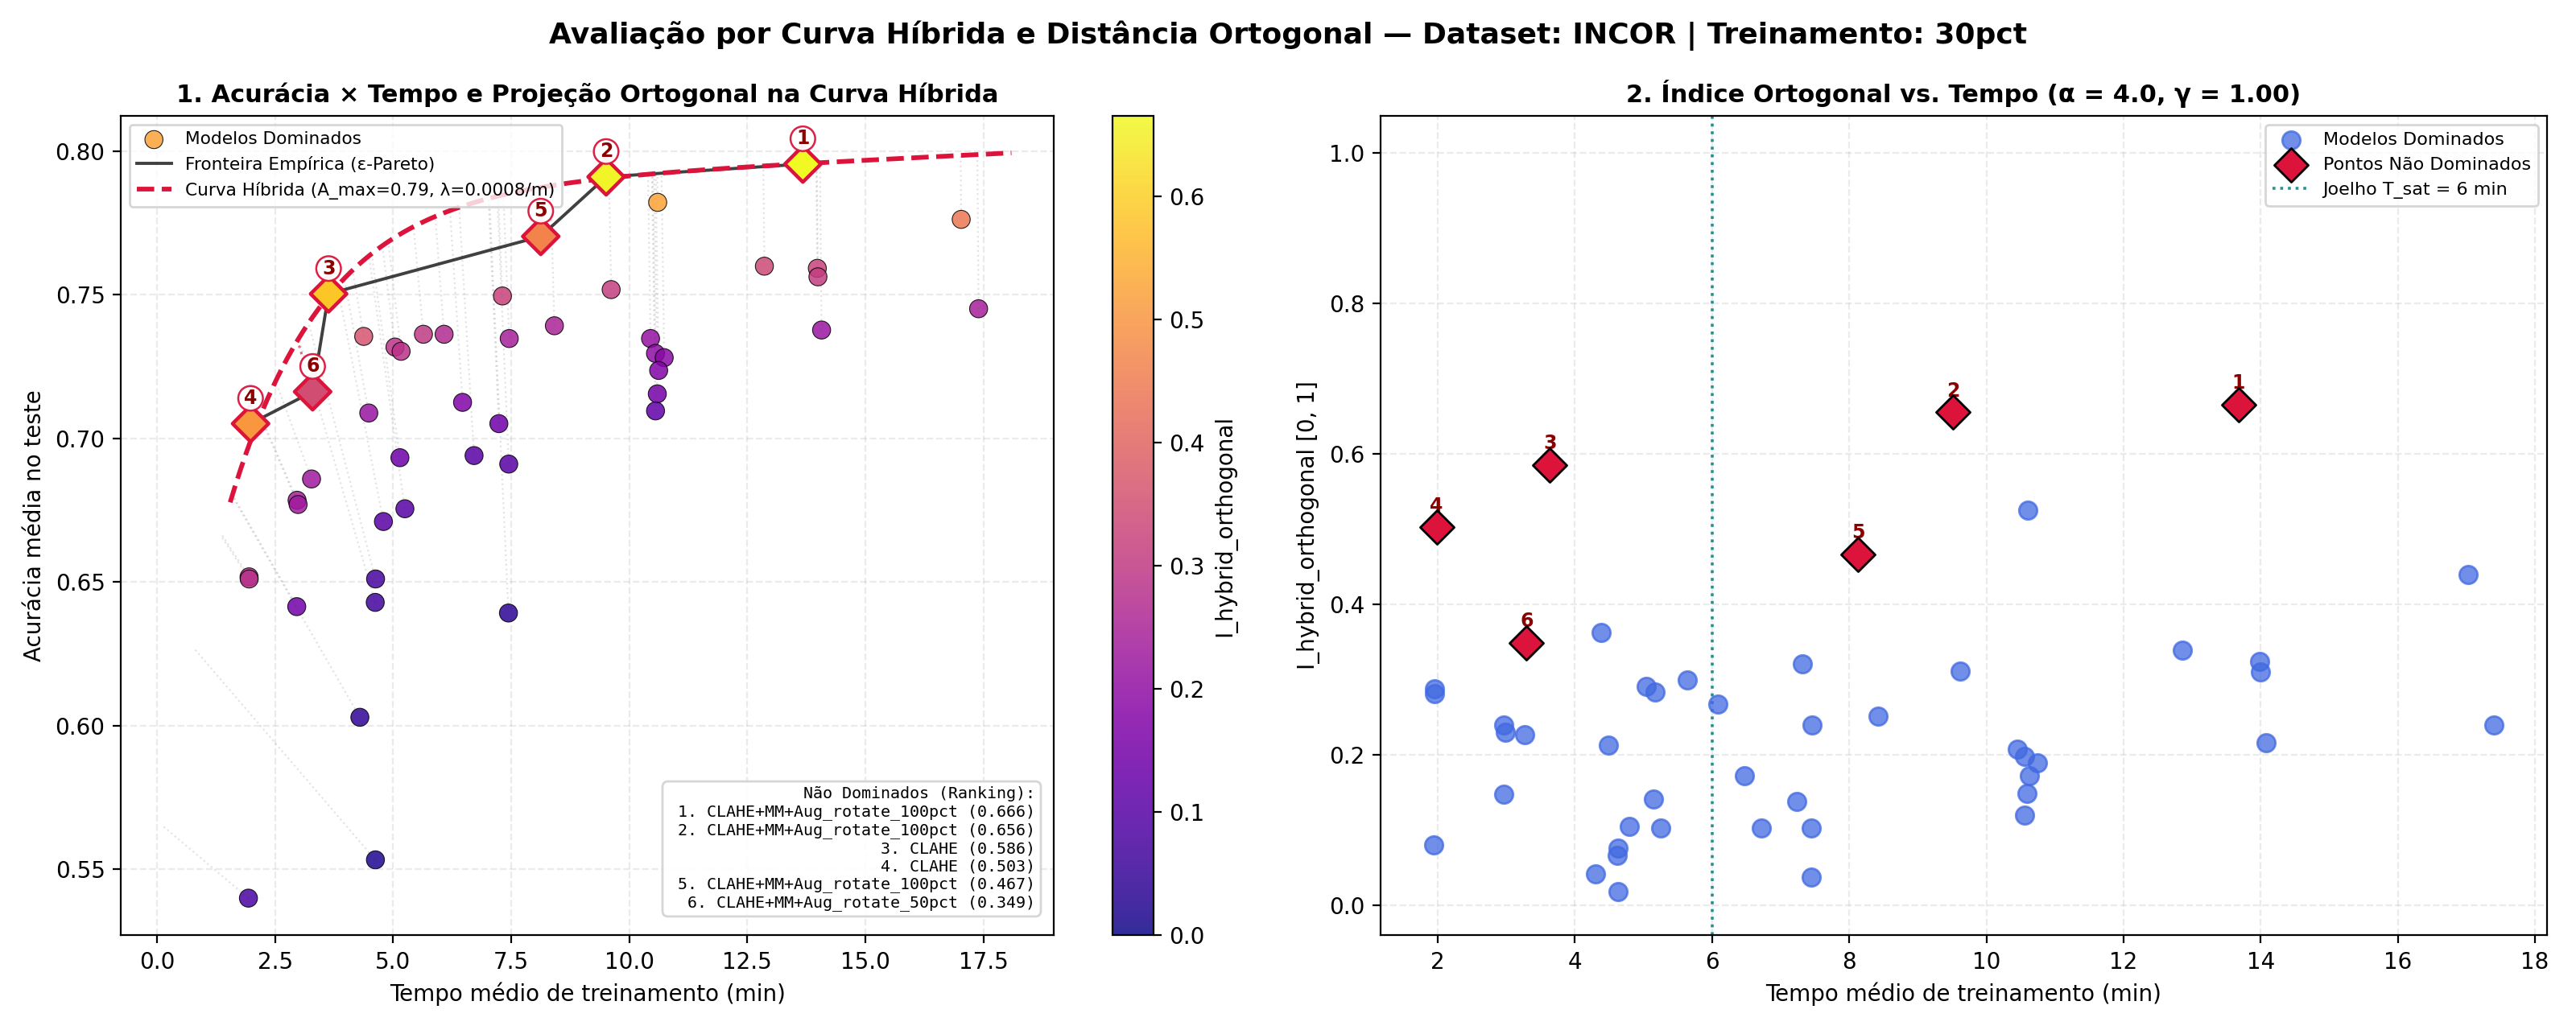 Avaliação por Curva Híbrida e Distância Ortogonal — Dataset: INCOR | Treinamento: 30pct
1. Acurácia × Tempo e Projeção Ortogonal na Curva Híbrida
Modelos Dominados
Fronteira Empírica (ε-Pareto)
Curva Híbrida (A_max=0.79, λ=0.0008/m)
1
2
5
3
6
4
Não Dominados (Ranking):
1. CLAHE+MM+Aug_rotate_100pct (0.666)
2. CLAHE+MM+Aug_rotate_100pct (0.656)
3. CLAHE (0.586)
4. CLAHE (0.503)
5. CLAHE+MM+Aug_rotate_100pct (0.467)
6. CLAHE+MM+Aug_rotate_50pct (0.349)
0.80
0.75
0.70
0.65
0.60
0.55
Acurácia média no teste
0.0 2.5 5.0 7.5 10.0 12.5 15.0 17.5
Tempo médio de treinamento (min)
0.6
0.5
0.4
0.3
0.2
0.1
0.0
I_hybrid_orthogonal
2. Índice Ortogonal vs. Tempo (α = 4.0, γ = 1.00)
Modelos Dominados
Pontos Não Dominados
Joelho T_sat = 6 min
1
2
3
4
5
6
1.0
0.8
0.6
0.4
0.2
0.0
I_hybrid_orthogonal [0, 1]
2 4 6 8 10 12 14 16 18
Tempo médio de treinamento (min)